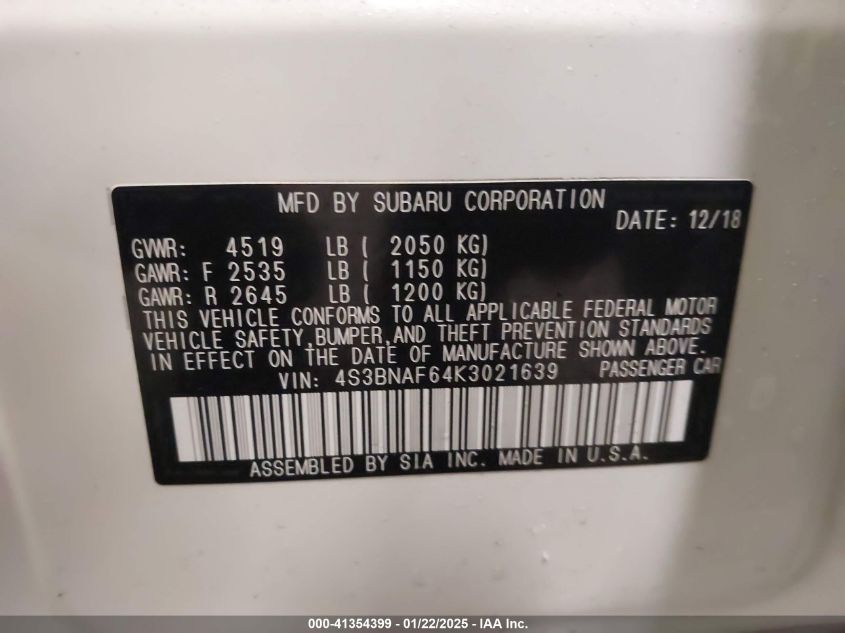 MFD BY SUBARU CORPORATION
DATE: 12/18
GVWR: 4519 LB ( 2050 KG)
GAWR: F 2535 LB ( 1150 KG)
GAWR: R 2645 LB ( 1200 KG)
THIS VEHICLE CONFORMS TO ALL APPLICABLE FEDERAL MOTOR
VEHICLE SAFETY, BUMPER, AND THEFT PREVENTION STANDARDS
IN EFFECT ON THE DATE OF MANUFACTURE SHOWN ABOVE.
VIN: 4S3BNAF64K3021639 PASSENGER CAR
ASSEMBLED BY SIA INC. MADE IN U.S.A.
000-41354399 - 01/22/2025 - IAA Inc.